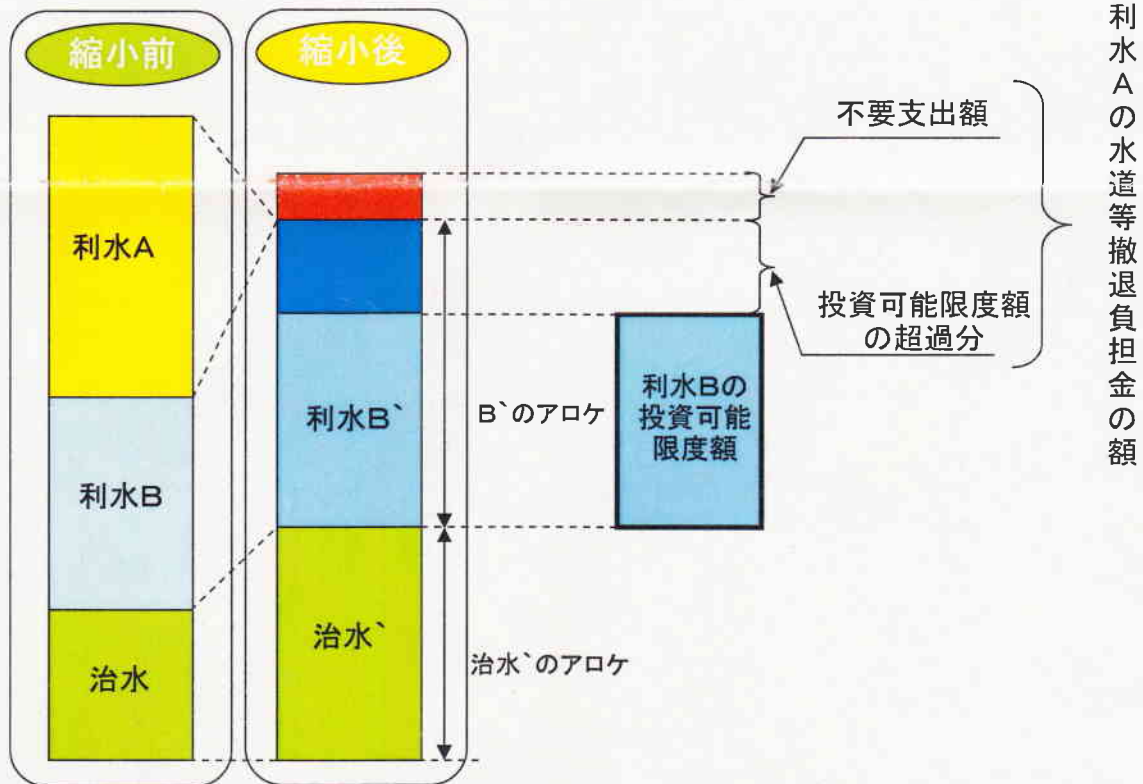 縮小前
縮小後
利水A
利水B
治水
利水B`
治水`
B`のアロケ
治水`のアロケ
利水Bの
投資可能
限度額
不要支出額
投資可能限度額
の超過分
利水Aの水道等撤退負担金の額